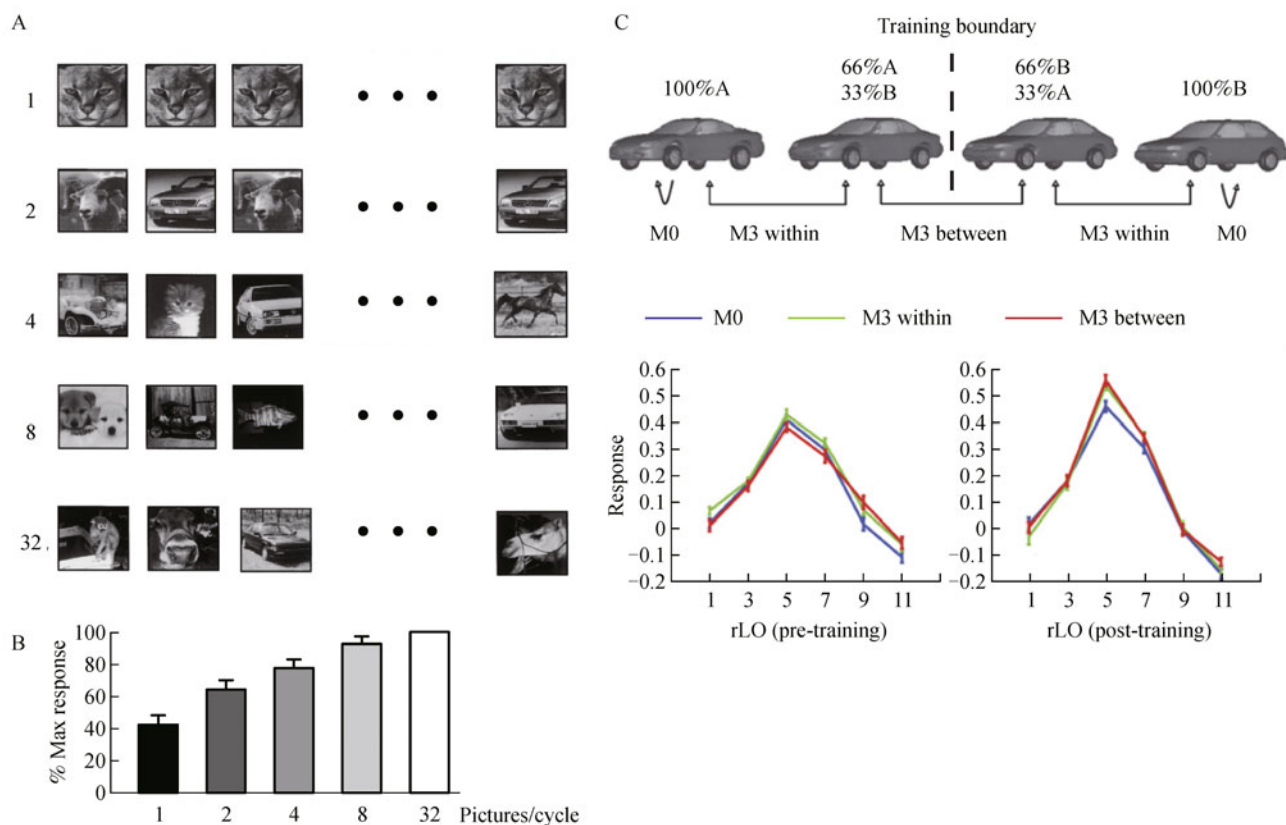 A
1
2
4
8
32
B
% Max response
100
80
60
40
20
0
1 2 4 8 32 Pictures/cycle
C
Training boundary
100%A
66%A
33%B
66%B
33%A
100%B
M0 M3 within M3 between M3 within M0
M0 M3 within M3 between
Response
0.6
0.5
0.4
0.3
0.2
0.1
0
−0.1
0.2
1 3 5 7 9 11
rLO (pre-training)
0.6
0.5
0.4
0.3
0.2
0.1
0
−0.1
−0.2
1 3 5 7 9 11
rLO (post-training)